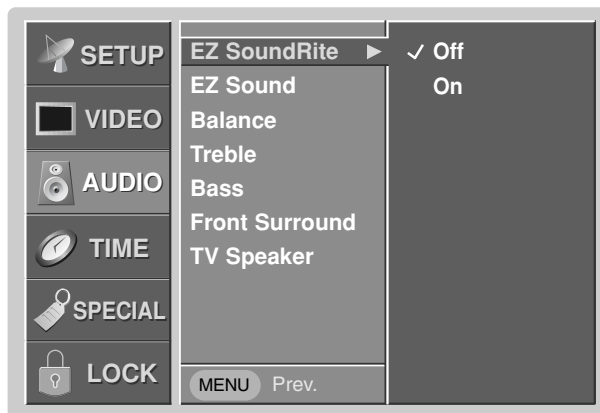 SETUP
VIDEO
AUDIO
TIME
SPECIAL
LOCK
EZ SoundRite
EZ Sound
Balance
Treble
Bass
Front Surround
TV Speaker
MENU Prev.
Off
On